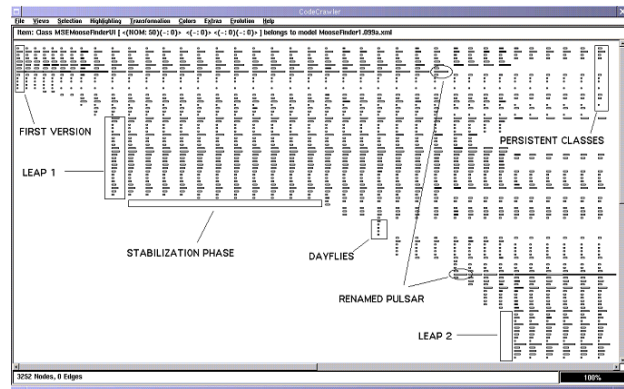 CodeCrawler
File Views Selection Highlighting Transformation Colors Extras Evolution Help
Item: Class MSEMooseFinderUI [ <(NOM: 50)(-: 0)> <(-: 0)> <(-: 0)(-: 0)> ] belongs to model MooseFinder1.099a.xml
FIRST VERSION
PERSISTENT CLASSES
LEAP 1
STABILIZATION PHASE
DAYFLIES
RENAMED PULSAR
LEAP 2
3252 Nodes, 0 Edges
100%